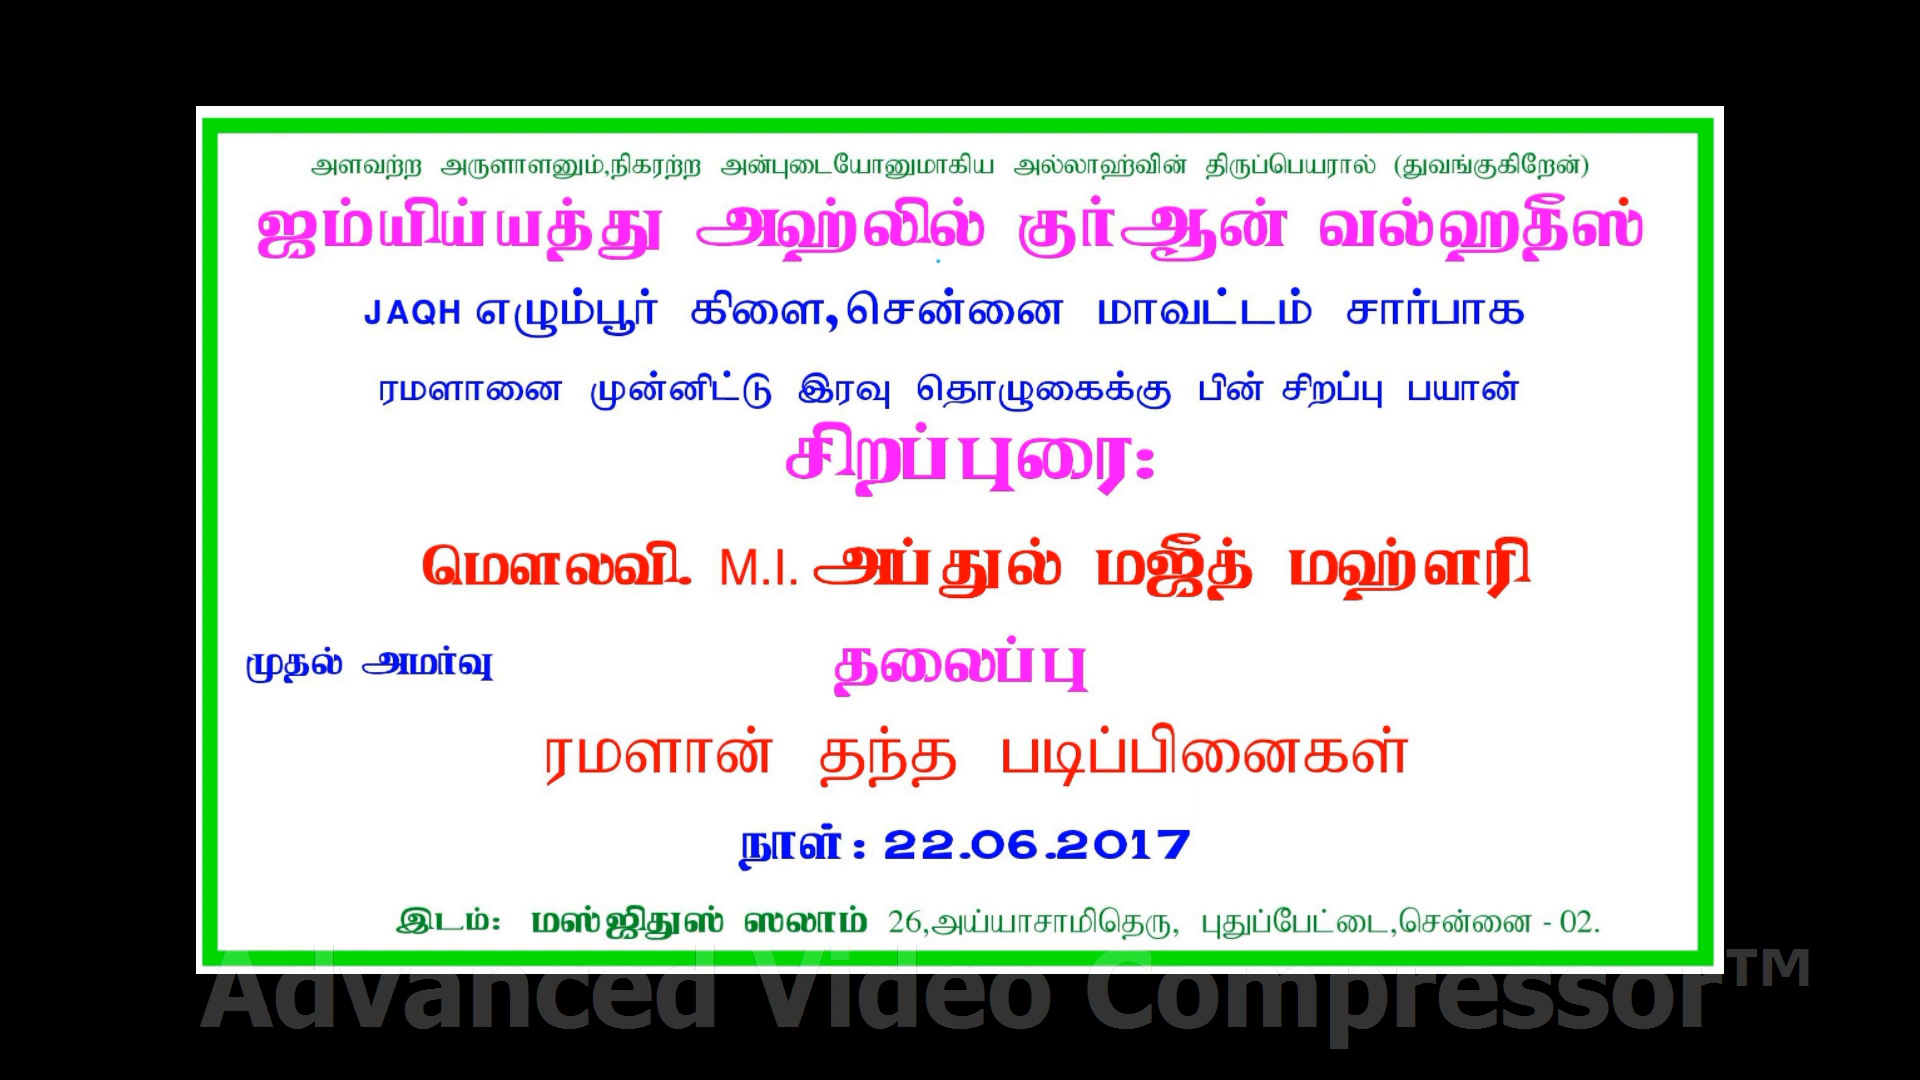 அளவற்ற அருளாளனும்,நிகரற்ற அன்புடையோனுமாகிய அல்லாஹ்வின் திருப்பெயரால் (துவங்குகிறேன்)
ஜம்யிய்யத்து அஹ்லில் குர்ஆன் வல்ஹதீஸ்
JAQH எழும்பூர் கிளை,சென்னை மாவட்டம் சார்பாக
ரமளானை முன்னிட்டு இரவு தொழுகைக்கு பின் சிறப்பு பயான்
சிறப்புரை:
மௌலவி. M.I. அப்துல் மஜீத் மஹ்ளரி
முதல் அமர்வு தலைப்பு
ரமளான் தந்த படிப்பினைகள்
நாள்: 22.06.2017
இடம்: மஸ்ஜிதுஸ் ஸலாம் 26,அய்யாசாமிதெரு, புதுப்பேட்டை,சென்னை - 02.
Advanced Video Compressor™